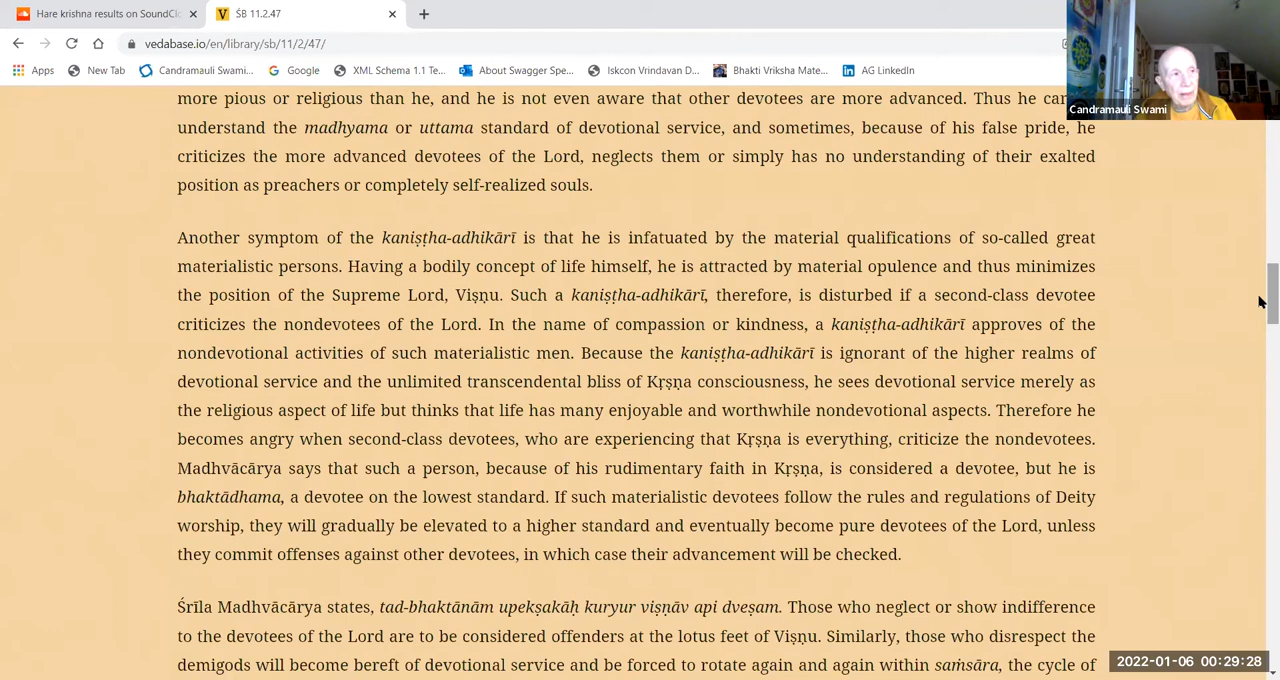 Hare krishna results on SoundClo
ŚB 11.2.47
vedabase.io/en/library/sb/11/2/47/
Apps
New Tab
Candramauli Swami...
Google
XML Schema 1.1 Te...
About Swagger Spe...
Iskcon Vrindavan D...
Bhakti Vriksha Mate...
AG LinkedIn
Candramauli Swami
more pious or religious than he, and he is not even aware that other devotees are more advanced. Thus he can
understand the madhyama or uttama standard of devotional service, and sometimes, because of his false pride, he
criticizes the more advanced devotees of the Lord, neglects them or simply has no understanding of their exalted
position as preachers or completely self-realized souls.
Another symptom of the kaniṣṭha-adhikārī is that he is infatuated by the material qualifications of so-called great
materialistic persons. Having a bodily concept of life himself, he is attracted by material opulence and thus minimizes
the position of the Supreme Lord, Viṣṇu. Such a kaniṣṭha-adhikārī, therefore, is disturbed if a second-class devotee
criticizes the nondevotees of the Lord. In the name of compassion or kindness, a kaniṣṭha-adhikārī approves of the
nondevotional activities of such materialistic men. Because the kaniṣṭha-adhikārī is ignorant of the higher realms of
devotional service and the unlimited transcendental bliss of Kṛṣṇa consciousness, he sees devotional service merely as
the religious aspect of life but thinks that life has many enjoyable and worthwhile nondevotional aspects. Therefore he
becomes angry when second-class devotees, who are experiencing that Kṛṣṇa is everything, criticize the nondevotees.
Madhvācārya says that such a person, because of his rudimentary faith in Kṛṣṇa, is considered a devotee, but he is
bhaktādhama, a devotee on the lowest standard. If such materialistic devotees follow the rules and regulations of Deity
worship, they will gradually be elevated to a higher standard and eventually become pure devotees of the Lord, unless
they commit offenses against other devotees, in which case their advancement will be checked.
Śrīla Madhvācārya states, tad-bhaktānām upekṣakāḥ kuryur viṣṇāv api dveṣam. Those who neglect or show indifference
to the devotees of the Lord are to be considered offenders at the lotus feet of Viṣṇu. Similarly, those who disrespect the
demigods will become bereft of devotional service and be forced to rotate again and again within saṁsāra, the cycle of
2022-01-06 00:29:28